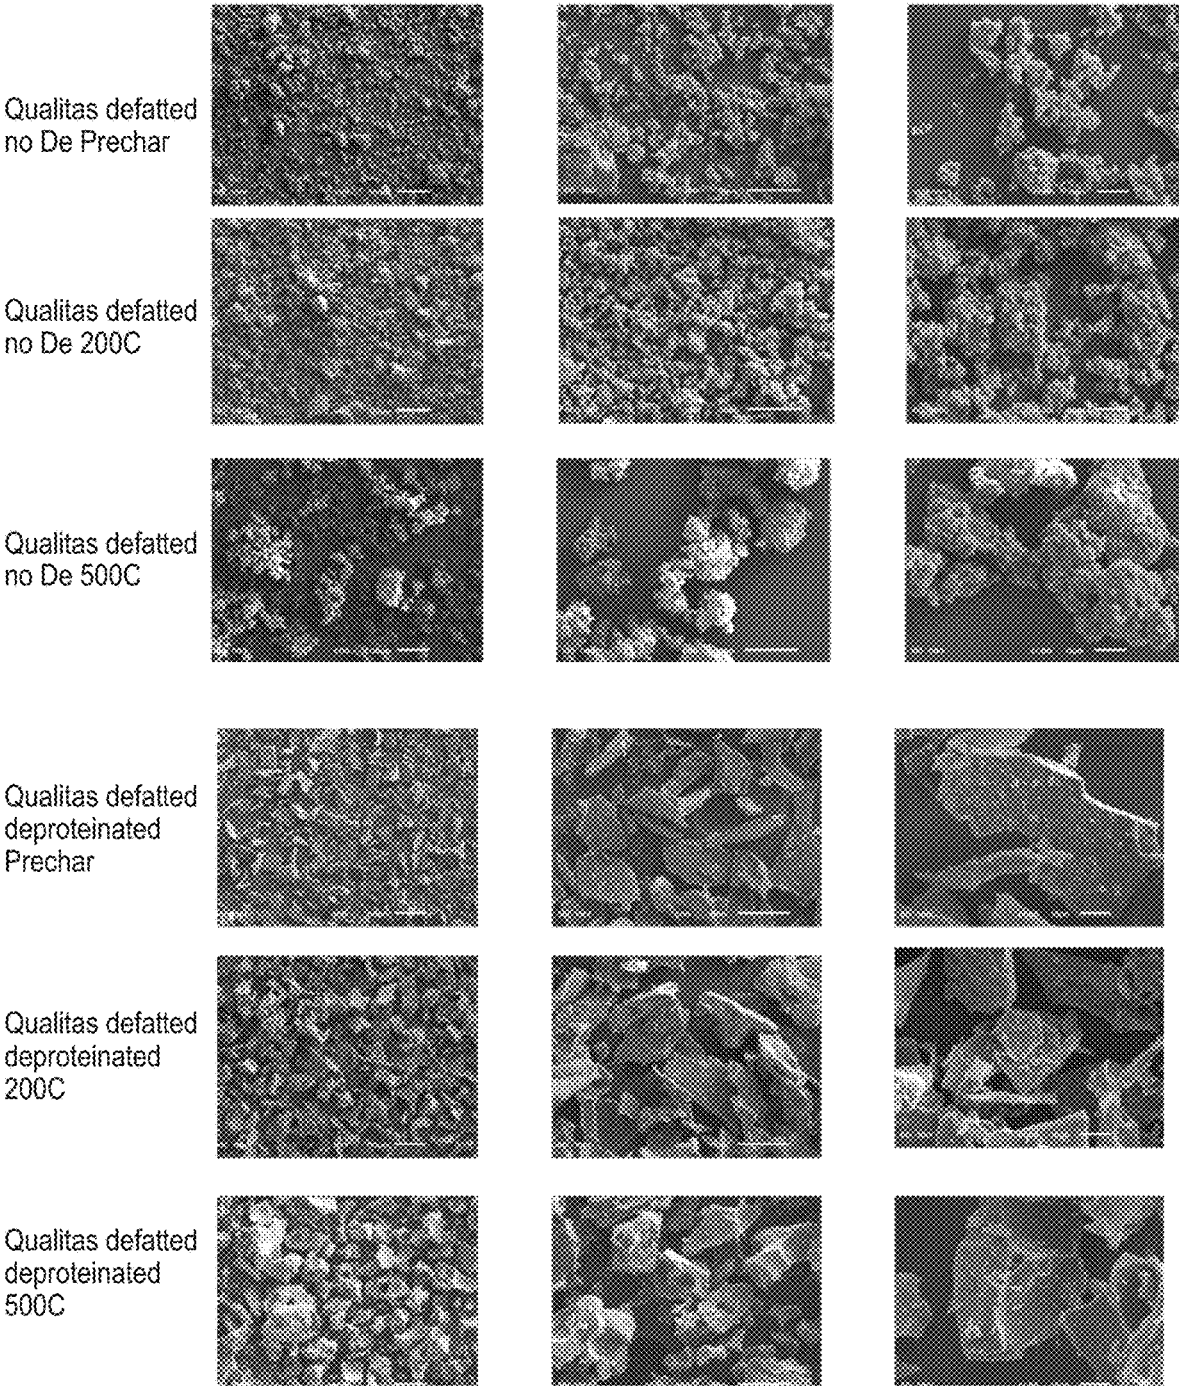 Qualitas defatted
no De Prechar
Qualitas defatted
no De 200C
Qualitas defatted
no De 500C
Qualitas defatted
deproteinated
Prechar
Qualitas defatted
deproteinated
200C
Qualitas defatted
deproteinated
500C